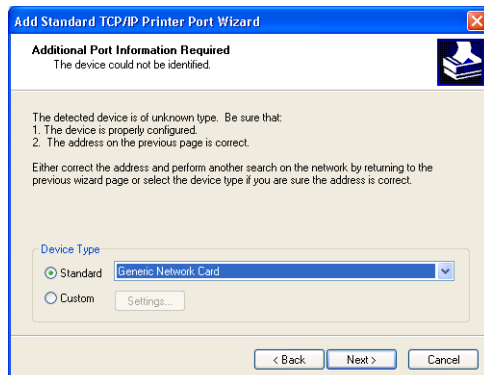 Add Standard TCP/IP Printer Port Wizard
Additional Port Information Required
The device could not be identified.
The detected device is of unknown type. Be sure that:
1. The device is properly configured.
2. The address on the previous page is correct.
Either correct the address and perform another search on the network by returning to the
previous wizard page or select the device type if you are sure the address is correct.
Device Type
Standard
Generic Network Card
Custom
Settings...
< Back
Next >
Cancel